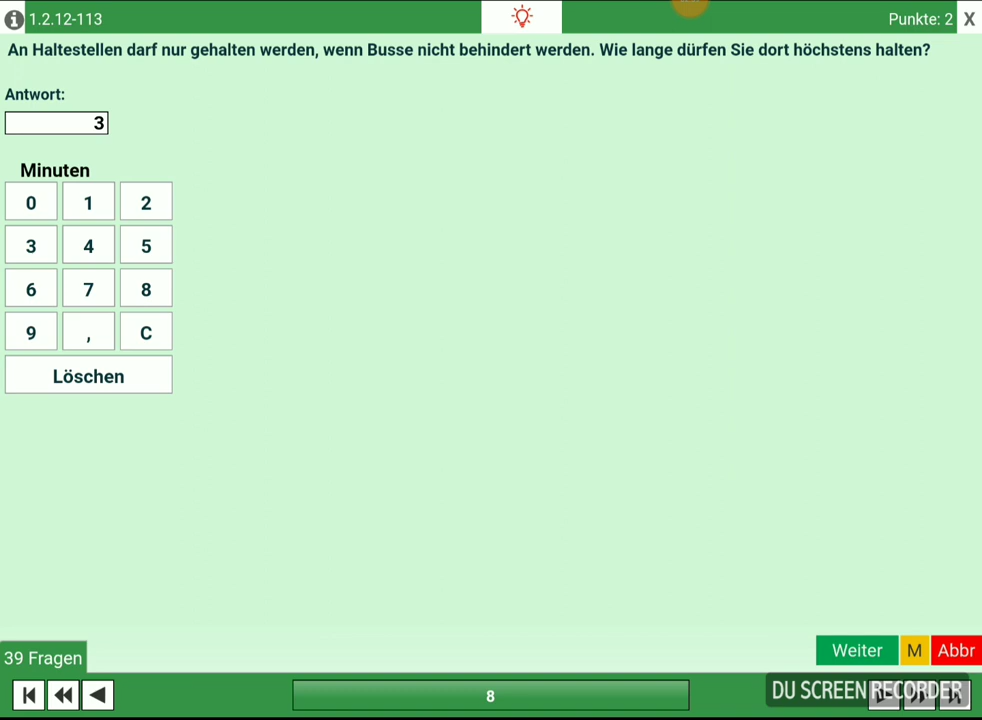 1.2.12-113
Punkte: 2 X
An Haltestellen darf nur gehalten werden, wenn Busse nicht behindert werden. Wie lange dürfen Sie dort höchstens halten?
Antwort:
3
Minuten
0 1 2
3 4 5
6 7 8
9 , C
Löschen
39 Fragen
Weiter M Abbr
8
DU SCREEN RECORDER